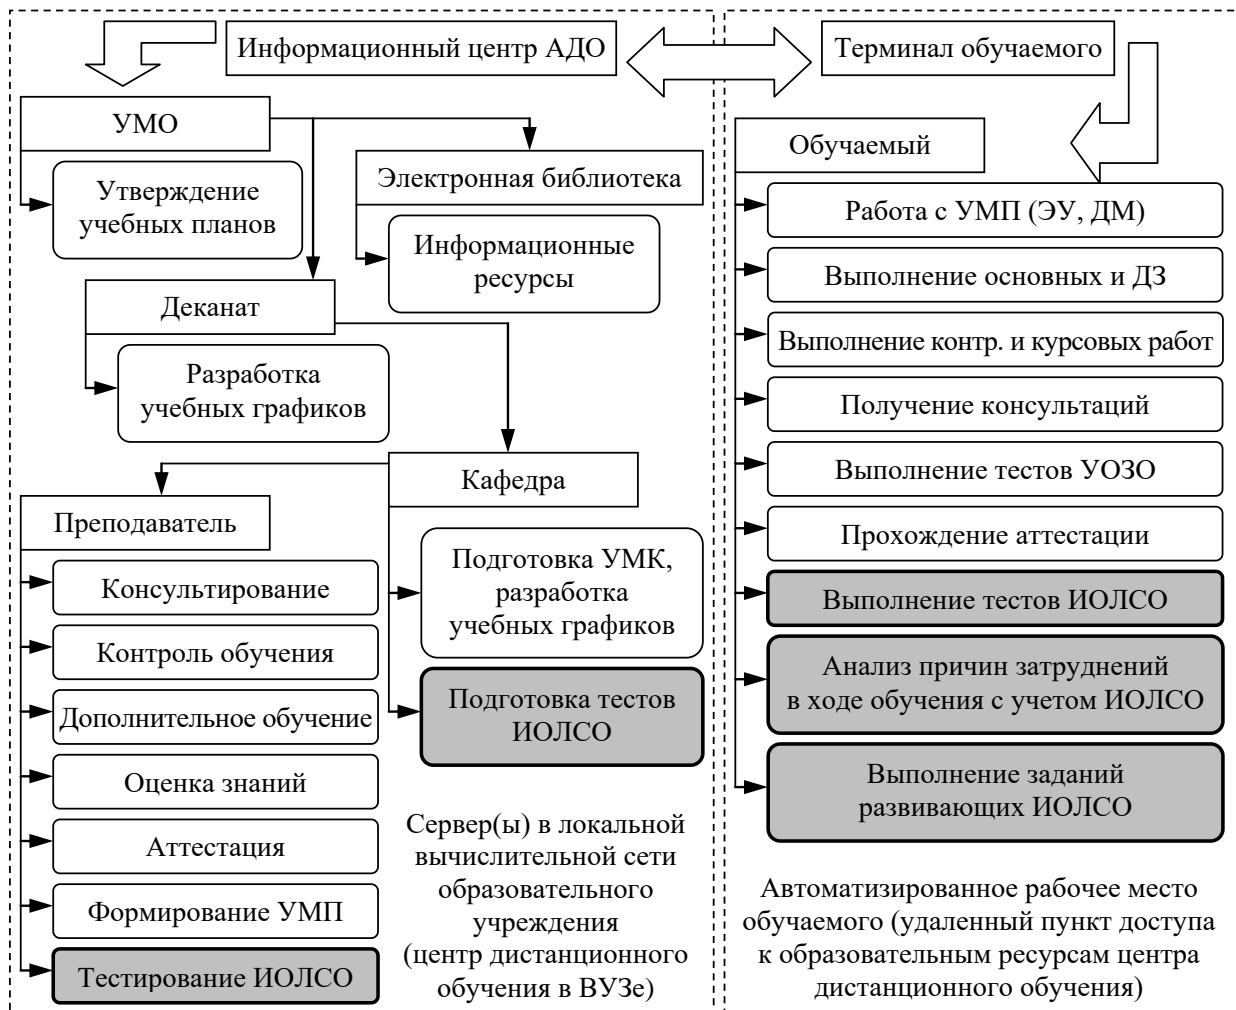 Информационный центр АДО
УМО
Утверждение
учебных планов
Электронная библиотека
Информационные
ресурсы
Деканат
Разработка
учебных графиков
Кафедра
Подготовка УМК,
разработка
учебных графиков
Подготовка тестов
ИОЛСО
Преподаватель
Консультирование
Контроль обучения
Дополнительное обучение
Оценка знаний
Аттестация
Формирование УМП
Тестирование ИОЛСО
Сервер(ы) в локальной
вычислительной сети
образовательного
учреждения
(центр дистанционного
обучения в ВУЗе)
Терминал обучаемого
Обучаемый
Работа с УМП (ЭУ, ДМ)
Выполнение основных и ДЗ
Выполнение контр. и курсовых работ
Получение консультаций
Выполнение тестов УОЗО
Прохождение аттестации
Выполнение тестов ИОЛСО
Анализ причин затруднений
в ходе обучения с учетом ИОЛСО
Выполнение заданий
развивающих ИОЛСО
Автоматизированное рабочее место
обучаемого (удаленный пункт доступа
к образовательным ресурсам центра
дистанционного обучения)